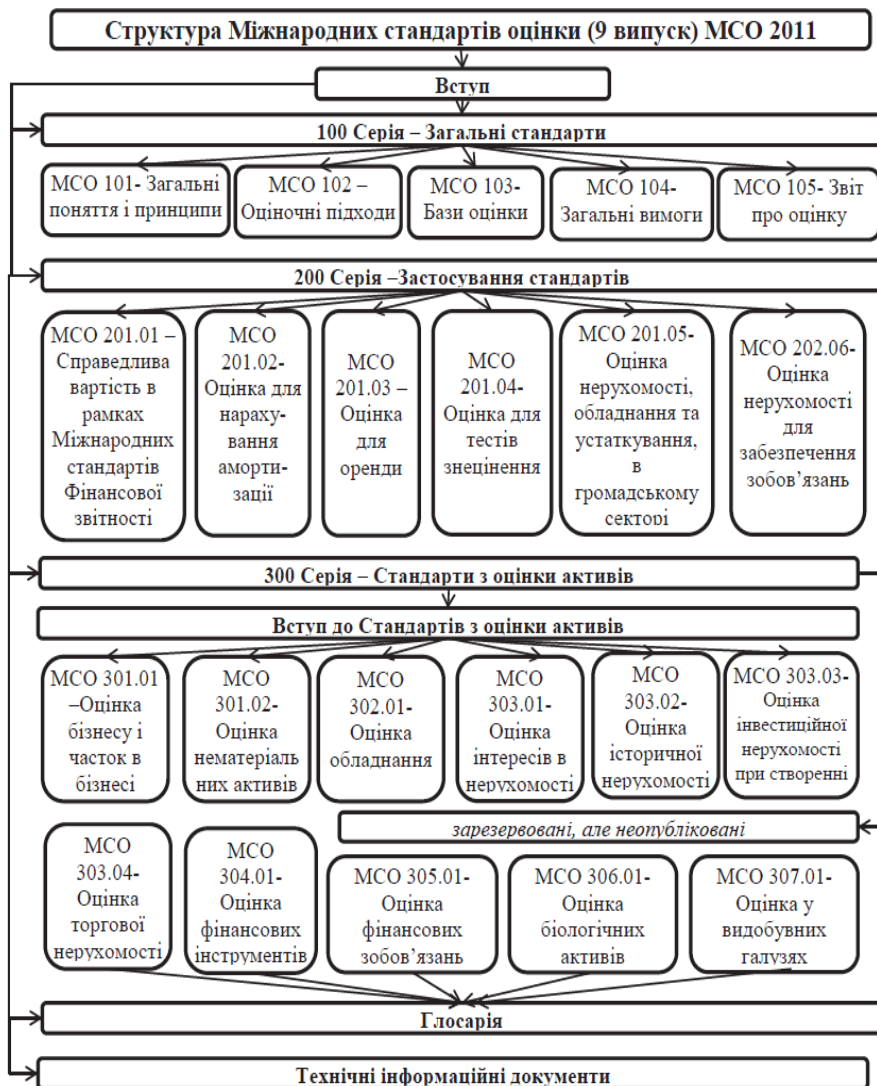 Структура Міжнародних стандартів оцінки (9 випуск) МСО 2011
Вступ
100 Серія – Загальні стандарти
МСО 101- Загальні
поняття і принципи
МСО 102 –
Оціночні підходи
МСО 103-
Бази оцінки
МСО 104-
Загальні вимоги
МСО 105- Звіт
про оцінку
200 Серія –Застосування стандартів
МСО 201.01 –
Справедлива
вартість в
рамках
Міжнародних
стандартів
Фінансової
звітності
МСО
201.02-
Оцінка для
нараху-
вання
аморти-
зації
МСО
201.03 –
Оцінка
для
оренди
МСО
201.04-
Оцінка для
тестів
знецінення
МСО 201.05-
Оцінка
нерухомості,
обладнання та
устаткування,
в
громадському
секторі
МСО 202.06-
Оцінка
нерухомості
для
забезпечення
зобов’язань
300 Серія – Стандарти з оцінки активів
Вступ до Стандартів з оцінки активів
МСО 301.01
–Оцінка
бізнесу і
часток в
бізнесі
МСО
301.02-
Оцінка
нематеріаль
них активів
МСО
302.01-
Оцінка
обладнання
МСО
303.01-
Оцінка
інтересів в
нерухомості
МСО
303.02-
Оцінка
історичної
нерухомості
МСО 303.03-
Оцінка
інвестиційної
нерухомості
при створенні
зарезервовані, але неопубліковані
МСО
303.04-
Оцінка
торгової
нерухомості
МСО
304.01-
Оцінка
фінансових
інструментів
МСО 305.01-
Оцінка
фінансових
зобов’язань
МСО 306.01-
Оцінка
біологічних
активів
МСО 307.01-
Оцінка у
видобувних
галузях
Глосарія
Технічні інформаційні документи